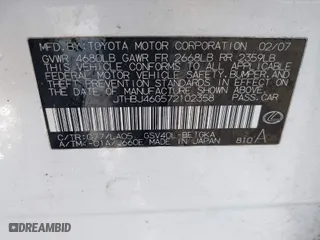 MFD.BY:TOYOTA MOTOR CORPORATION 02/07
GVWR 4680LB GAWR FR 2668LB RR 2359LB
THIS VEHICLE CONFORMS TO ALL APPLICABLE
FEDERAL MOTOR VEHICLE SAFETY, BUMPER, AND
THEFT PREVENTION STANDARDS IN EFFECT ON
THE DATE OF MANUFACTURE SHOWN ABOVE.
JTHBJ46G572102358 PASS.CAR
C/TR:077/LA05 GSV40L-BETGKA
A/TM:-01A/U660E MADE IN JAPAN 810 A
DCARFAX.COM